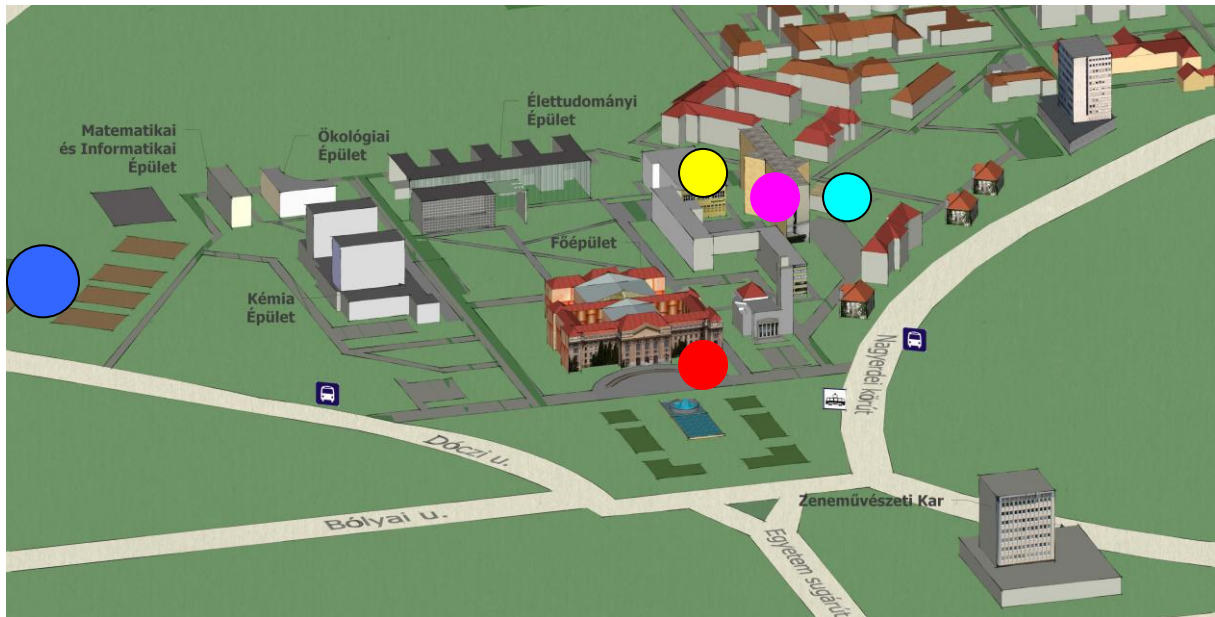 Matematikai
és Informatikai
Épület
Ökológiai
Épület
Élettudományi
Épület
Főépület
Kémia
Épület
Nagyerdei körút
Dóczi u.
Bólyai u.
Zeneművészeti Kar
Egyetem sugárút